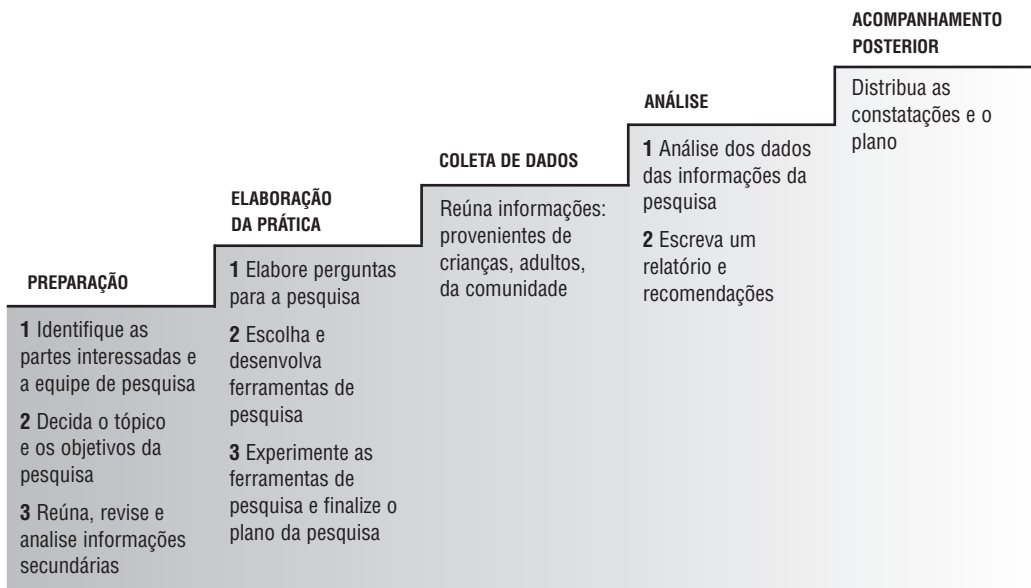 PREPARAÇÃO
1 Identifique as
partes interessadas e
a equipe de pesquisa
2 Decida o tópico
e os objetivos da
pesquisa
3 Reúna, revise e
analise informações
secundárias
ELABORAÇÃO
DA PRÁTICA
1 Elabore perguntas
para a pesquisa
2 Escolha e
desenvolva
ferramentas de
pesquisa
3 Experimente as
ferramentas de
pesquisa e finalize o
plano da pesquisa
COLETA DE DADOS
Reúna informações:
provenientes de
crianças, adultos,
da comunidade
ANÁLISE
1 Análise dos dados
das informações da
pesquisa
2 Escreva um
relatório e
recomendações
ACOMPANHAMENTO
POSTERIOR
Distribua as
constatações e o
plano